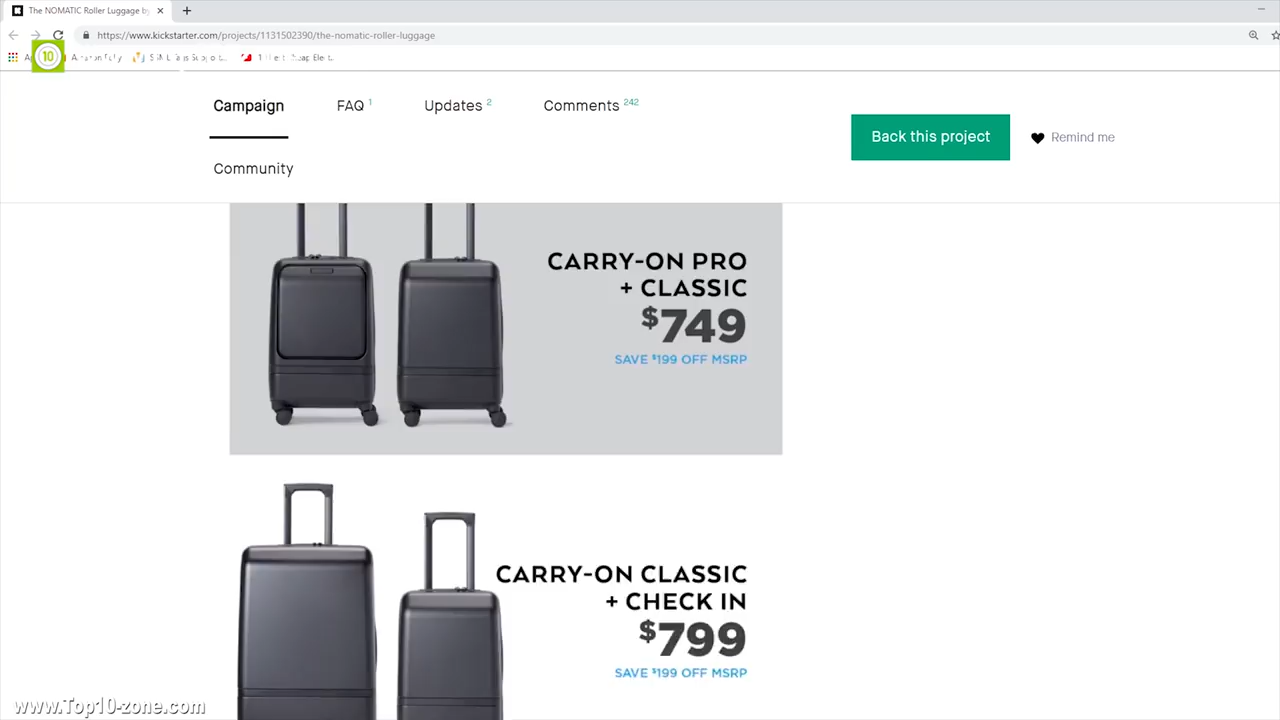 The NOMATIC Roller Luggage by
https://www.kickstarter.com/projects/1131502390/the-nomatic-roller-luggage
10
Campaign
FAQ 1
Updates 2
Comments 242
Back this project
Remind me
Community
CARRY-ON PRO
+ CLASSIC
$749
SAVE $199 OFF MSRP
CARRY-ON CLASSIC
+ CHECK IN
$799
SAVE $199 OFF MSRP
www.Top10-zone.com